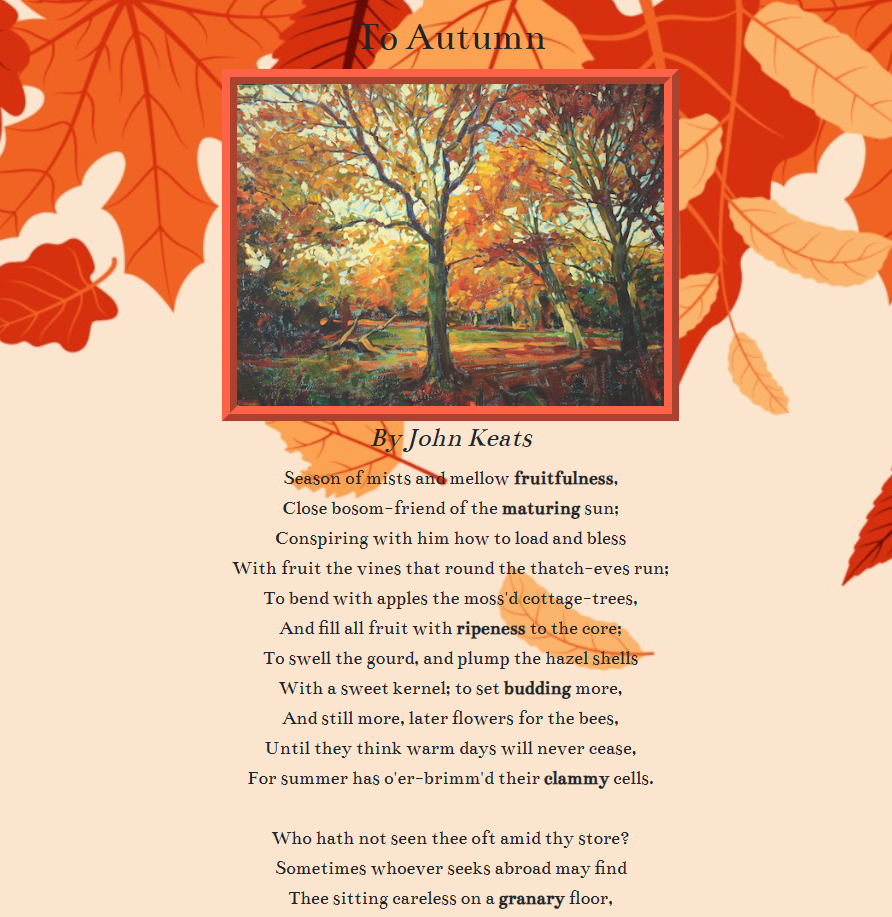 To Autumn
By John Keats
Season of mists and mellow fruitfulness,
Close bosom-friend of the maturing sun;
Conspiring with him how to load and bless
With fruit the vines that round the thatch-eves run;
To bend with apples the moss'd cottage-trees,
And fill all fruit with ripeness to the core;
To swell the gourd, and plump the hazel shells
With a sweet kernel; to set budding more,
And still more, later flowers for the bees,
Until they think warm days will never cease,
For summer has o'er-brimm'd their clammy cells.
Who hath not seen thee oft amid thy store?
Sometimes whoever seeks abroad may find
Thee sitting careless on a granary floor,